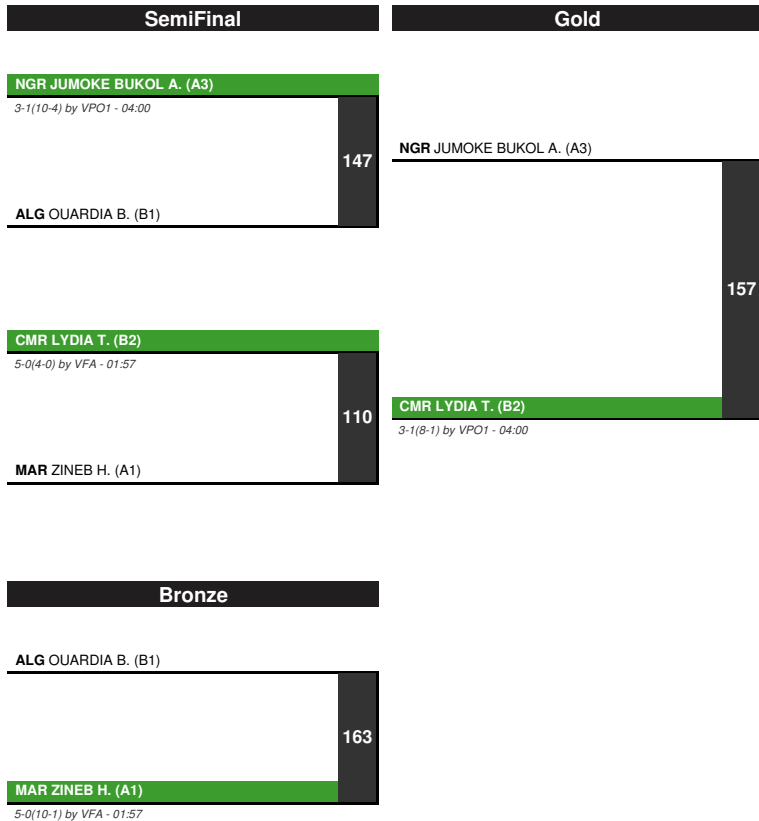 SemiFinal
NGR JUMOKE BUKOL A. (A3)
3-1(10-4) by VPO1 - 04:00
147
ALG OUARDIA B. (B1)
CMR LYDIA T. (B2)
5-0(4-0) by VFA - 01:57
110
MAR ZINEB H. (A1)
Gold
NGR JUMOKE BUKOL A. (A3)
157
CMR LYDIA T. (B2)
3-1(8-1) by VPO1 - 04:00
Bronze
ALG OUARDIA B. (B1)
163
MAR ZINEB H. (A1)
5-0(10-1) by VFA - 01:57